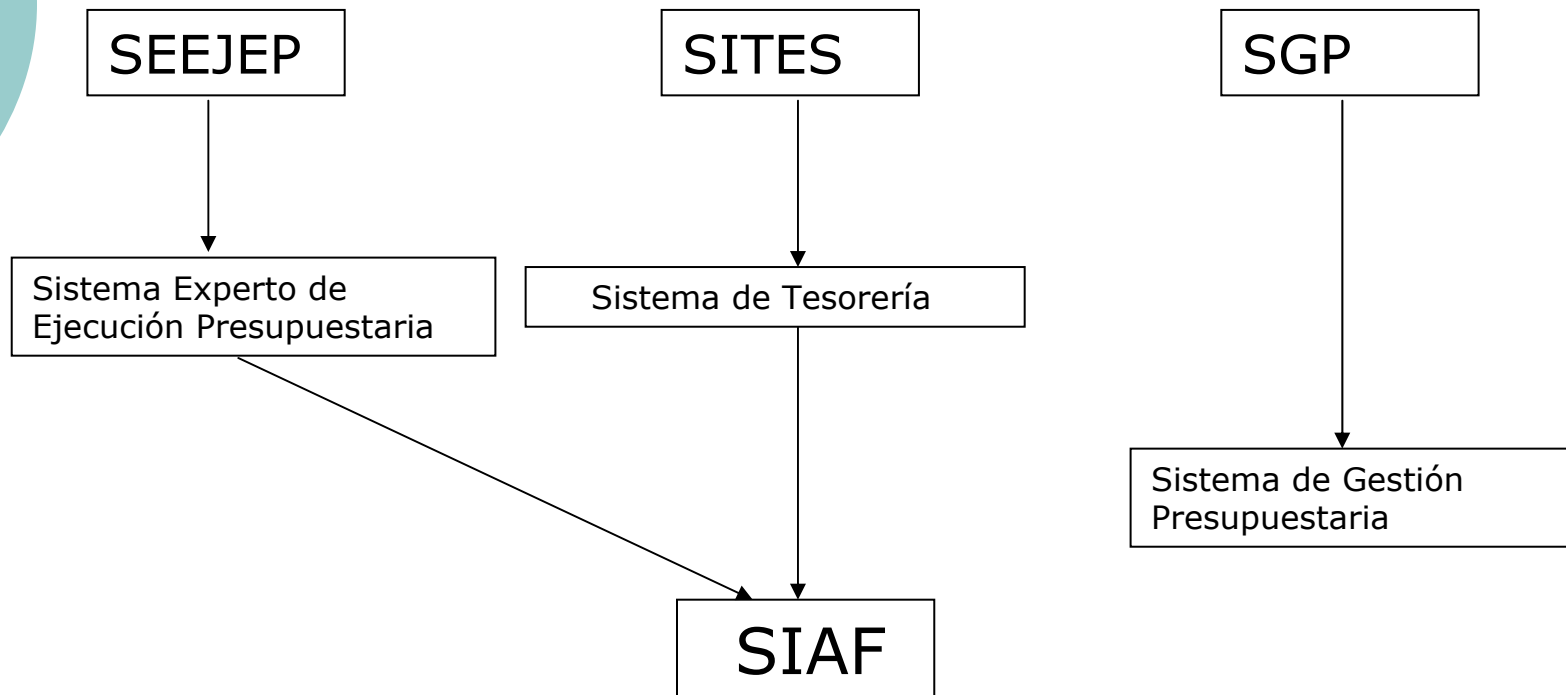 SEEJEP
SITES
SGP
Sistema Experto de
Ejecución Presupuestaria
Sistema de Tesorería
Sistema de Gestión
Presupuestaria
SIAF